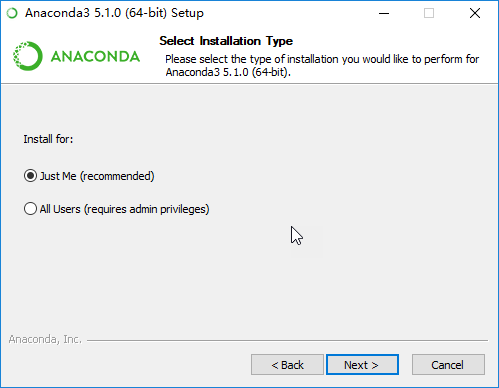 Anaconda3 5.1.0 (64-bit) Setup
ANACONDA
Select Installation Type
Please select the type of installation you would like to perform for
Anaconda3 5.1.0 (64-bit).
Install for:
Just Me (recommended)
All Users (requires admin privileges)
Anaconda, Inc.
< Back
Next >
Cancel